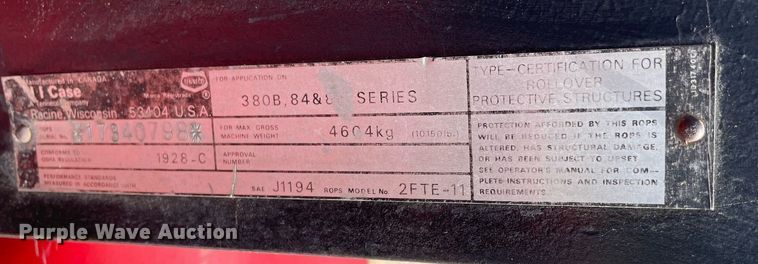 Manufactured in CANADA
J I Case
A Tenneco Company
Racine, Wisconsin 53404 U.S.A.
Marca Registrada
FOR APPLICATION ON
380B, 84 & SERIES
ROPS
SERIAL No.
FOR MAX. GROSS
MACHINE WEIGHT
4604kg (10150lbs.)
CONFORMS TO
OSHA REGULATION 1928-C
APPROVAL
NUMBER
PERFORMANCE STANDARDS
MEASURED IN ACCORDANCE WITH
SAE J1194 ROPS MODEL No. 2FTE-11
TYPE-CERTIFICATION FOR
ROLLOVER
PROTECTIVE STRUCTURES
PROTECTION AFFORDED BY THIS ROPS
WILL BE REDUCED IF THE ROPS IS
ALTERED, HAS STRUCTURAL DAMAGE,
OR HAS BEEN SUBJECT TO UPSET.
SEE OPERATORS MANUAL FOR COM-
PLETE INSTRUCTIONS AND INSPECTION
REQUIREMENTS.
Purple Wave Auction